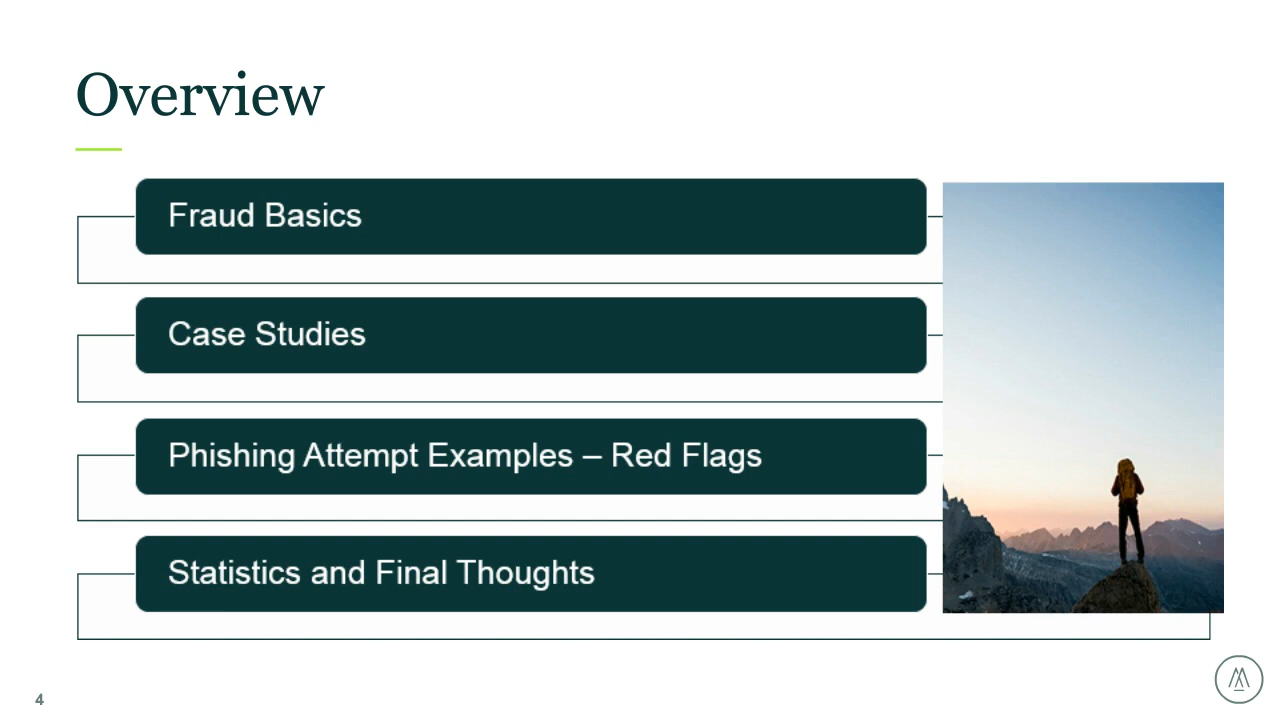 Overview
Fraud Basics
Case Studies
Phishing Attempt Examples – Red Flags
Statistics and Final Thoughts
4